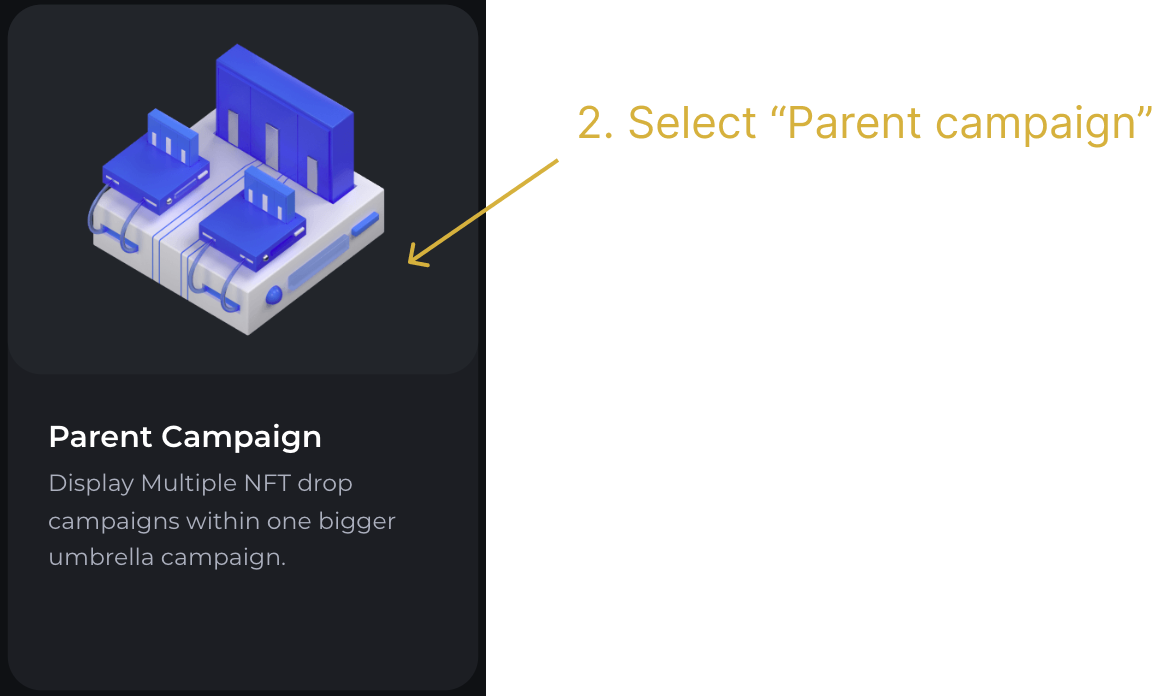 2. Select “Parent campaign”
Parent Campaign
Display Multiple NFT drop
campaigns within one bigger
umbrella campaign.